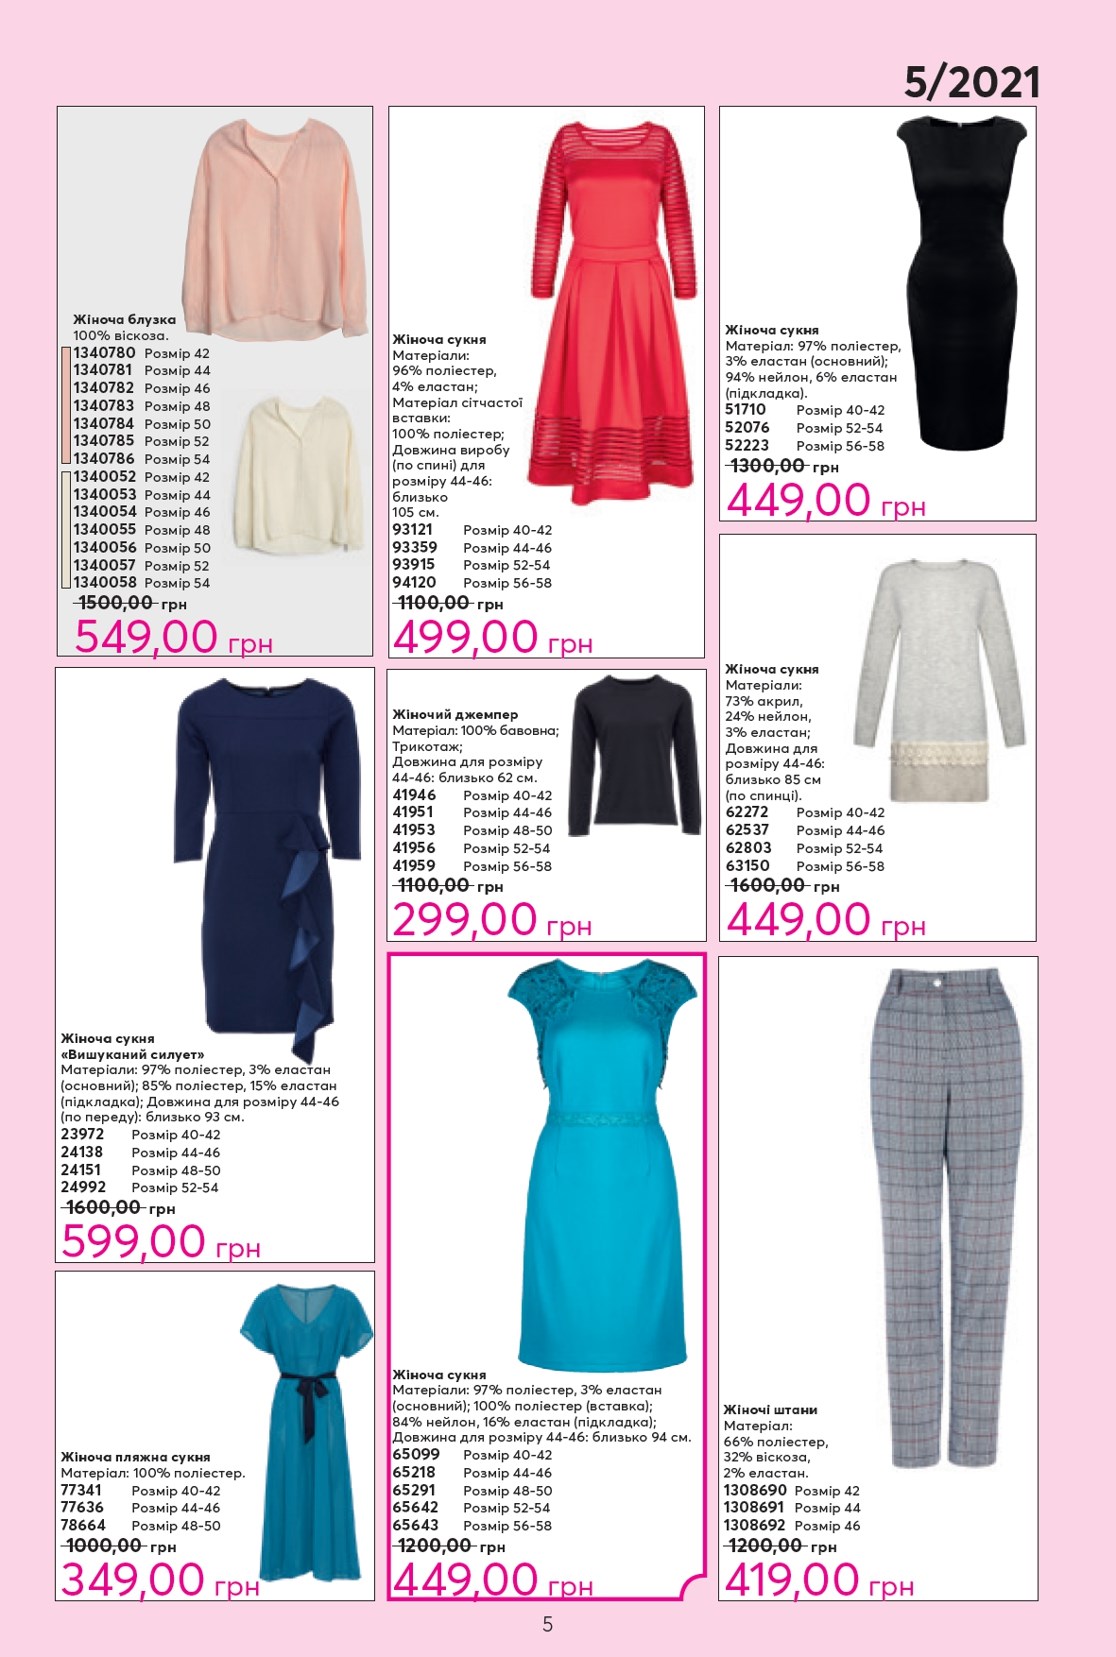 5/2021
Жіноча блузка
100% віскоза.
1340780 Розмір 42
1340781 Розмір 44
1340782 Розмір 46
1340783 Розмір 48
1340784 Розмір 50
1340785 Розмір 52
1340786 Розмір 54
1340052 Розмір 42
1340053 Розмір 44
1340054 Розмір 46
1340055 Розмір 48
1340056 Розмір 50
1340057 Розмір 52
1340058 Розмір 54
1500,00 грн
549,00 грн
Жіноча сукня
Матеріали:
96% поліестер,
4% еластан;
Матеріал сітчастої
вставки:
100% поліестер;
Довжина виробу
(по спині) для
розміру 44-46:
близько
105 см.
93121 Розмір 40-42
93359 Розмір 44-46
93915 Розмір 52-54
94120 Розмір 56-58
1100,00 грн
499,00 грн
Жіноча сукня
Матеріал: 97% поліестер,
3% еластан (основний);
94% нейлон, 6% еластан
(підкладка).
51710 Розмір 40-42
52076 Розмір 52-54
52223 Розмір 56-58
1300,00 грн
449,00 грн
Жіноча сукня
Матеріали:
73% акрил,
24% нейлон,
3% еластан;
Довжина для
розміру 44-46:
близько 85 см
(по спинці).
62272 Розмір 40-42
62537 Розмір 44-46
62803 Розмір 52-54
63150 Розмір 56-58
1600,00 грн
449,00 грн
Жіночий джемпер
Матеріал: 100% бавовна;
Трикотаж;
Довжина для розміру
44-46: близько 62 см.
41946 Розмір 40-42
41951 Розмір 44-46
41953 Розмір 48-50
41956 Розмір 52-54
41959 Розмір 56-58
1100,00 грн
299,00 грн
Жіноча сукня
«Вишуканий силует»
Матеріали: 97% поліестер, 3% еластан
(основний); 85% поліестер, 15% еластан
(підкладка); Довжина для розміру 44-46
(по переду): близько 93 см.
23972 Розмір 40-42
24138 Розмір 44-46
24151 Розмір 48-50
24992 Розмір 52-54
1600,00 грн
599,00 грн
Жіноча пляжна сукня
Матеріал: 100% поліестер.
77341 Розмір 40-42
77636 Розмір 44-46
78664 Розмір 48-50
1000,00 грн
349,00 грн
Жіноча сукня
Матеріали: 97% поліестер, 3% еластан
(основний); 100% поліестер (вставка);
84% нейлон, 16% еластан (підкладка);
Довжина для розміру 44-46: близько 94 см.
65099 Розмір 40-42
65218 Розмір 44-46
65291 Розмір 48-50
65642 Розмір 52-54
65643 Розмір 56-58
1200,00 грн
449,00 грн
Жіночі штани
Матеріал:
66% поліестер,
32% віскоза,
2% еластан.
1308690 Розмір 42
1308691 Розмір 44
1308692 Розмір 46
1200,00 грн
419,00 грн
5